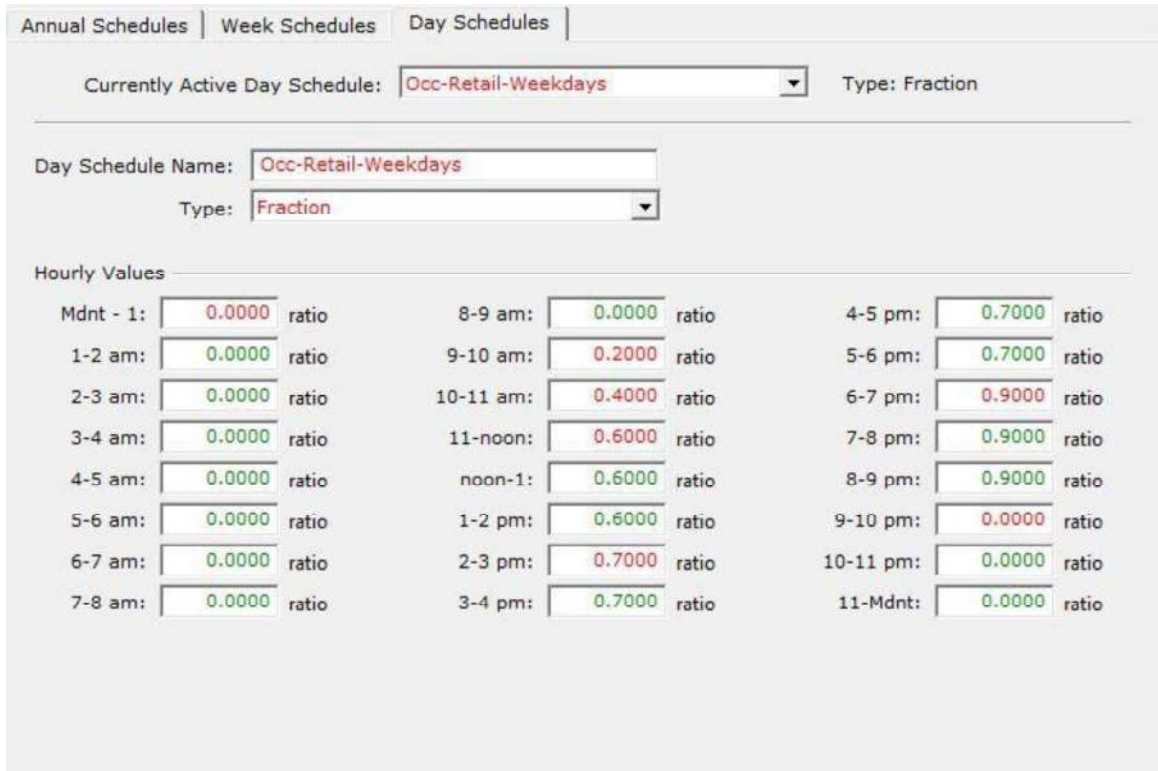 Annual Schedules Week Schedules Day Schedules
Currently Active Day Schedule: Occ-Retail-Weekdays Type: Fraction
Day Schedule Name: Occ-Retail-Weekdays
Type: Fraction
Hourly Values
Mdnt - 1: 0.0000 ratio 8-9 am: 0.0000 ratio 4-5 pm: 0.7000 ratio
1-2 am: 0.0000 ratio 9-10 am: 0.2000 ratio 5-6 pm: 0.7000 ratio
2-3 am: 0.0000 ratio 10-11 am: 0.4000 ratio 6-7 pm: 0.9000 ratio
3-4 am: 0.0000 ratio 11-noon: 0.6000 ratio 7-8 pm: 0.9000 ratio
4-5 am: 0.0000 ratio noon-1: 0.6000 ratio 8-9 pm: 0.9000 ratio
5-6 am: 0.0000 ratio 1-2 pm: 0.6000 ratio 9-10 pm: 0.0000 ratio
6-7 am: 0.0000 ratio 2-3 pm: 0.7000 ratio 10-11 pm: 0.0000 ratio
7-8 am: 0.0000 ratio 3-4 pm: 0.7000 ratio 11-Mdnt: 0.0000 ratio